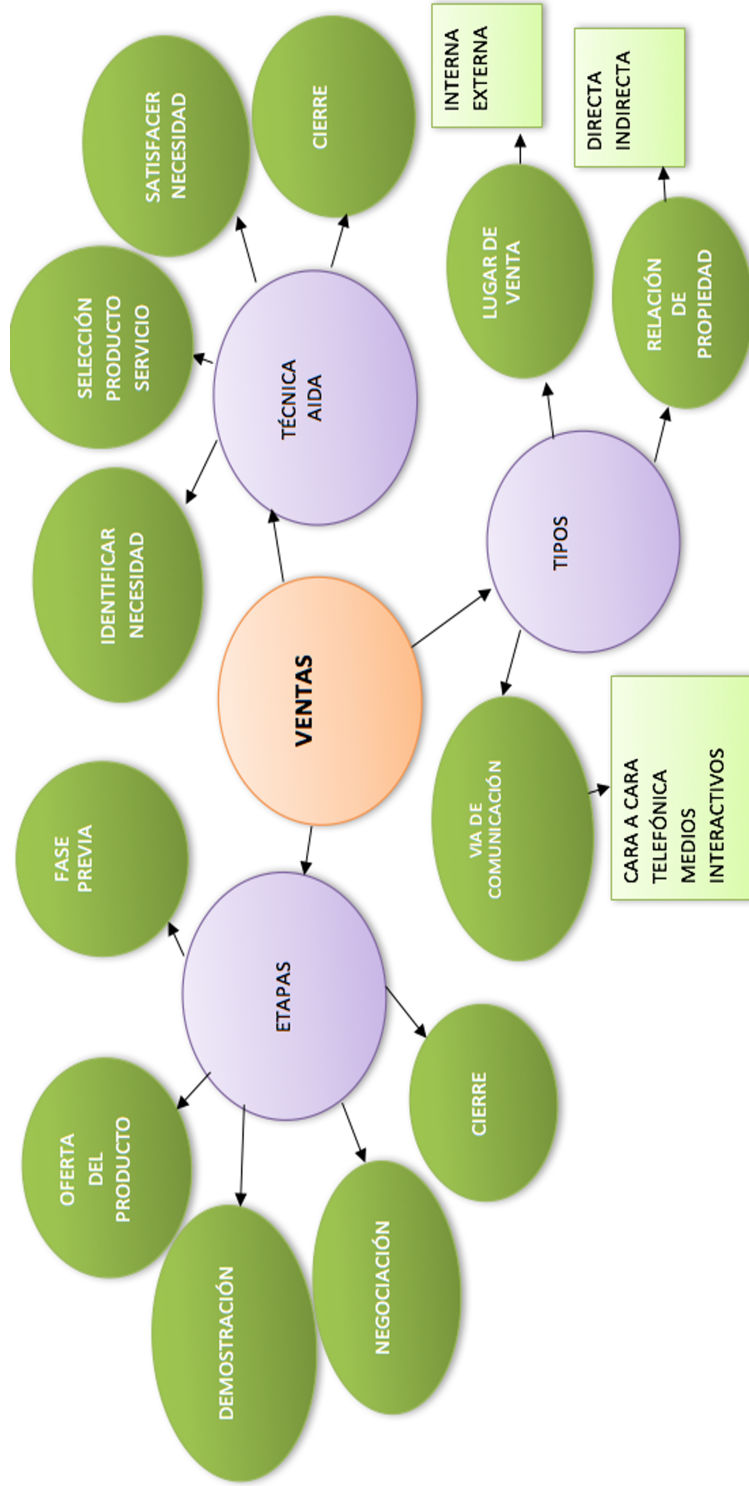 VENTAS
ETAPAS
FASE
PREVIA
OFERTA
DEL
PRODUCTO
DEMOSTRACIÓN
NEGOCIACIÓN
CIERRE
TÉCNICA
AIDA
IDENTIFICAR
NECESIDAD
SELECCIÓN
PRODUCTO
SERVICIO
SATISFACER
NECESIDAD
CIERRE
TIPOS
VIA DE
COMUNICACIÓN
CARA A CARA
TELEFÓNICA
MEDIOS
INTERACTIVOS
LUGAR DE
VENTA
INTERNA
EXTERNA
RELACIÓN
DE
PROPIEDAD
DIRECTA
INDIRECTA